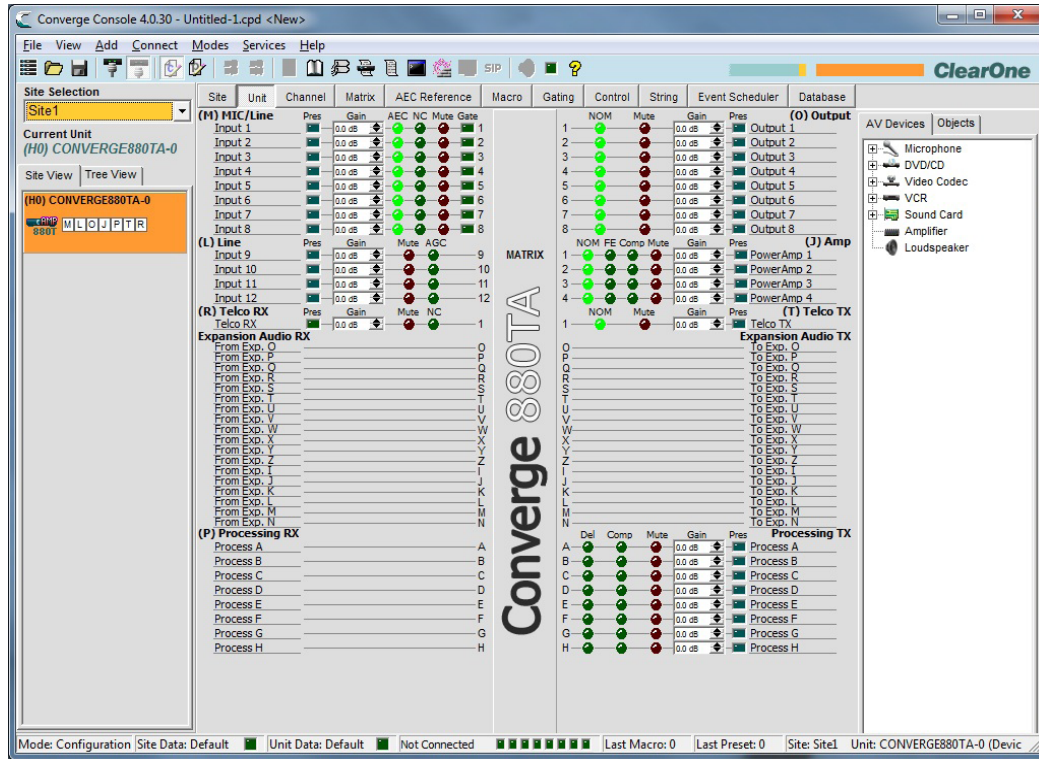 Converge Console 4.0.30 - Untitled-1.cpd <New>
File View Add Connect Modes Services Help
SIP
ClearOne
Site Selection
Site1
Current Unit
(H0) CONVERGE880TA-0
Site View Tree View
(H0) CONVERGE880TA-0
AMP 880T M L O J P T R
Site Unit Channel Matrix AEC Reference Macro Gating Control String Event Scheduler Database
(M) MIC/Line Pres Gain AEC NC Mute Gate
Input 1 0.0 dB 1
Input 2 0.0 dB 2
Input 3 0.0 dB 3
Input 4 0.0 dB 4
Input 5 0.0 dB 5
Input 6 0.0 dB 6
Input 7 0.0 dB 7
Input 8 0.0 dB 8
(L) Line Pres Gain Mute AGC
Input 9 0.0 dB 9
Input 10 0.0 dB 10
Input 11 0.0 dB 11
Input 12 0.0 dB 12
(R) Telco RX Pres Gain Mute NC
Telco RX 0.0 dB 1
Expansion Audio RX
From Exp. O O
From Exp. P P
From Exp. Q Q
From Exp. R R
From Exp. S S
From Exp. T T
From Exp. U U
From Exp. V V
From Exp. W W
From Exp. X X
From Exp. Y Y
From Exp. Z Z
From Exp. I I
From Exp. J J
From Exp. K K
From Exp. L L
From Exp. M M
From Exp. N N
(P) Processing RX
Process A A
Process B B
Process C C
Process D D
Process E E
Process F F
Process G G
Process H H
MATRIX
Converge 880TA
NOM Mute Gain Pres (O) Output
1 0.0 dB Output 1
2 0.0 dB Output 2
3 0.0 dB Output 3
4 0.0 dB Output 4
5 0.0 dB Output 5
6 0.0 dB Output 6
7 0.0 dB Output 7
8 0.0 dB Output 8
NOM FE Comp Mute Gain Pres (J) Amp
1 0.0 dB PowerAmp 1
2 0.0 dB PowerAmp 2
3 0.0 dB PowerAmp 3
4 0.0 dB PowerAmp 4
NOM Mute Gain Pres (T) Telco TX
1 0.0 dB Telco TX
Expansion Audio TX
O To Exp. O
P To Exp. P
Q To Exp. Q
R To Exp. R
S To Exp. S
T To Exp. T
U To Exp. U
V To Exp. V
W To Exp. W
X To Exp. X
Y To Exp. Y
Z To Exp. Z
I To Exp. I
J To Exp. J
K To Exp. K
L To Exp. L
M To Exp. M
N To Exp. N
Del Comp Mute Gain Pres Processing TX
A 0.0 dB Process A
B 0.0 dB Process B
C 0.0 dB Process C
D 0.0 dB Process D
E 0.0 dB Process E
F 0.0 dB Process F
G 0.0 dB Process G
H 0.0 dB Process H
AV Devices Objects
Microphone
DVD/CD
Video Codec
VCR
Sound Card
Amplifier
Loudspeaker
Mode: Configuration Site Data: Default Unit Data: Default Not Connected Last Macro: 0 Last Preset: 0 Site: Site1 Unit: CONVERGE880TA-0 (Devic